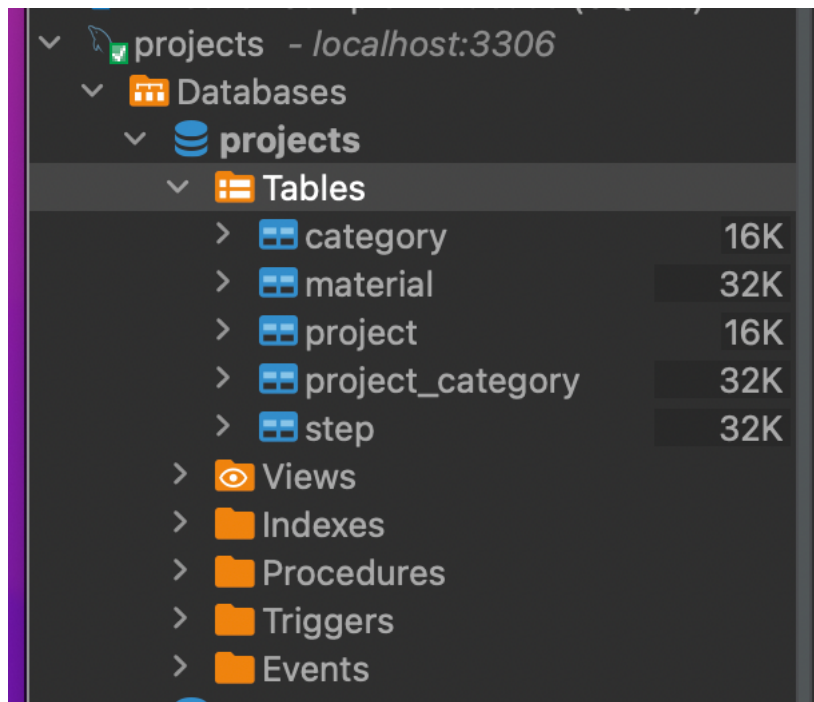 projects - localhost:3306
Databases
projects
Tables
category 16K
material 32K
project 16K
project_category 32K
step 32K
Views
Indexes
Procedures
Triggers
Events